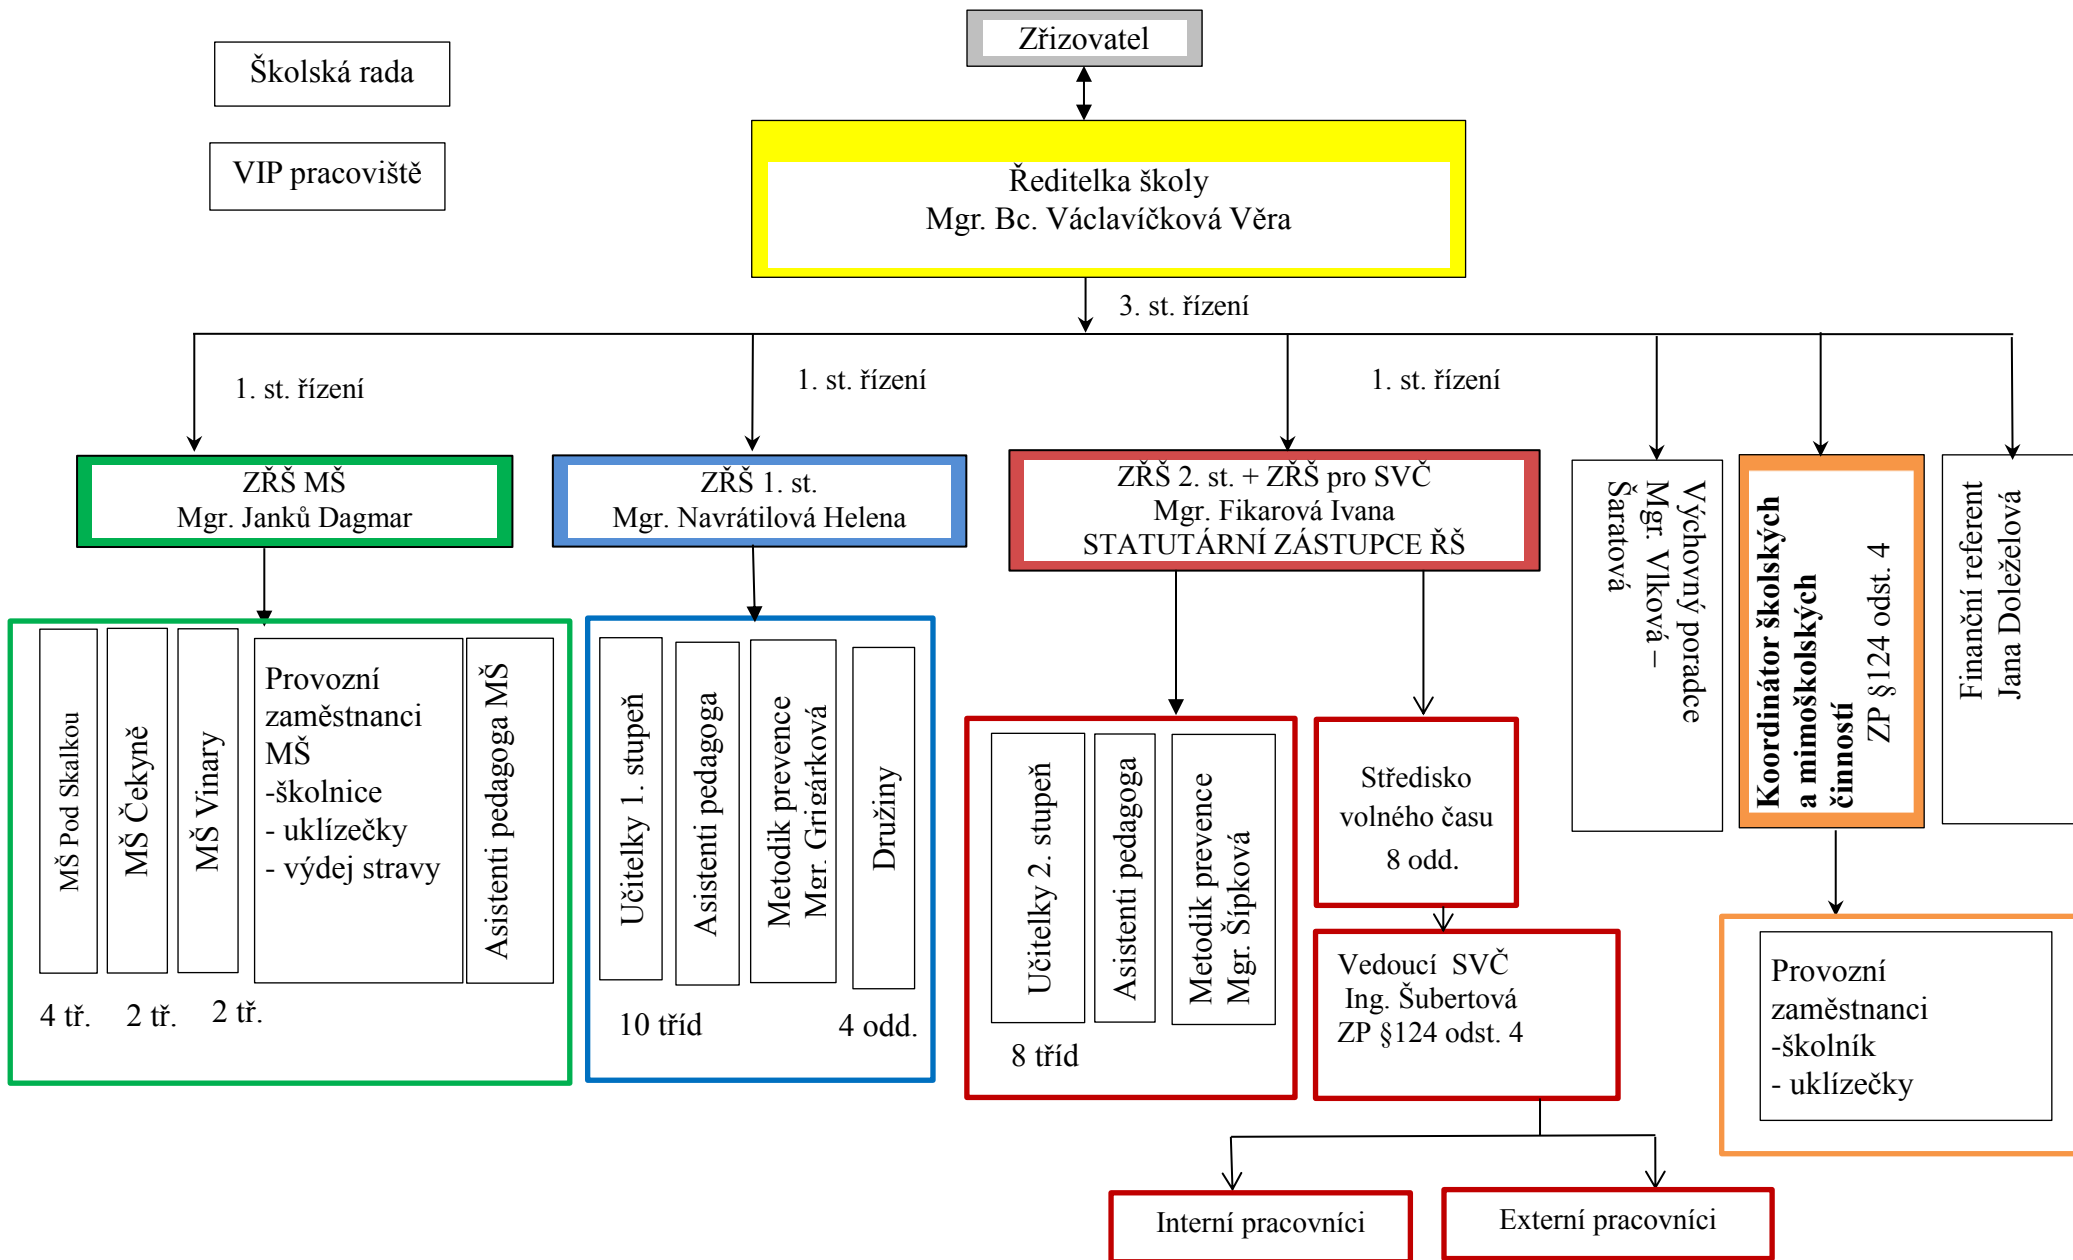 Zřizovatel
Školská rada
VIP pracoviště
Ředitelka školy
Mgr. Bc. Václavíčková Věra
3. st. řízení
1. st. řízení
1. st. řízení
1. st. řízení
ZŘŠ MŠ
Mgr. Janků Dagmar
ZŘŠ 1. st.
Mgr. Navrátilová Helena
ZŘŠ 2. st. + ZŘŠ pro SVČ
Mgr. Fikarová Ivana
STATUTÁRNÍ ZÁSTUPCE ŘŠ
Výchovný poradce
Mgr. Vlková –
Šaratová
Koordinátor školských
a mimoškolských
činností
ZP §124 odst. 4
Finanční referent
Jana Doleželová
MŠ Pod Skalkou
MŠ Čekyně
MŠ Vinary
Provozní
zaměstnanci
MŠ
-školnice
- uklízečky
- výdej stravy
Asistenti pedagoga MŠ
4 tř.
2 tř.
2 tř.
Učitelky 1. stupeň
Asistenti pedagoga
Metodik prevence
Mgr. Grigárková
Družiny
10 tříd
4 odd.
Učitelky 2. stupeň
Asistenti pedagoga
Metodik prevence
Mgr. Šípková
8 tříd
Středisko
volného času
8 odd.
Vedoucí  SVČ
Ing. Šubertová
ZP §124 odst. 4
Provozní
zaměstnanci
-školník
- uklízečky
Interní pracovníci
Externí pracovníci